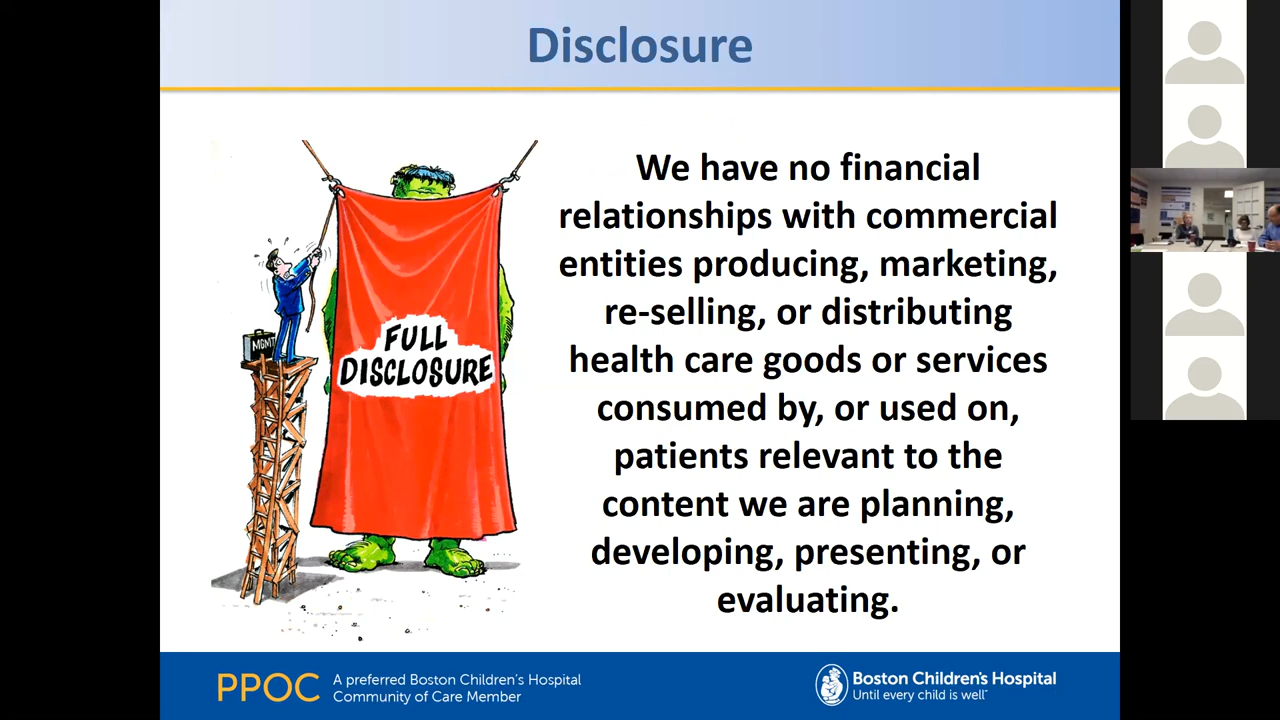 Disclosure
MGMT
FULL
DISCLOSURE
We have no financial
relationships with commercial
entities producing, marketing,
re-selling, or distributing
health care goods or services
consumed by, or used on,
patients relevant to the
content we are planning,
developing, presenting, or
evaluating.
PPOC
A preferred Boston Children's Hospital
Community of Care Member
Boston Children's Hospital
Until every child is well™